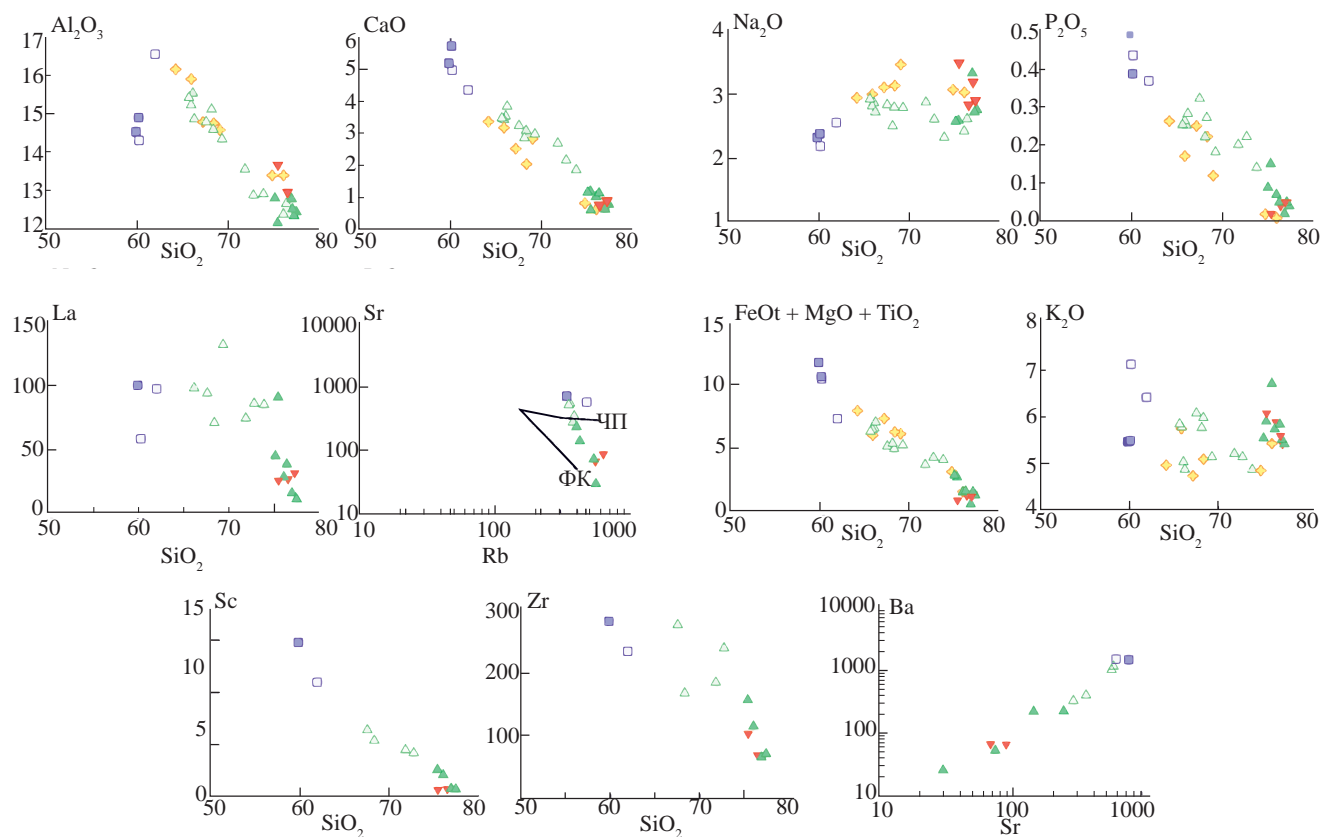 Al₂O₃
17
16
15
14
13
12
50 60 70 80
SiO₂
CaO
6
5
4
3
2
1
0
50 60 70 80
SiO₂
Na₂O
4
3
2
1
50 60 70 80
SiO₂
P₂O₅
0.5
0.4
0.3
0.2
0.1
0.0
50 60 70 80
SiO₂
La
150
100
50
0
50 60 70 80
SiO₂
Sr
10000
1000
100
10
ЧП
ФК
10 100 1000
Rb
FeOt + MgO + TiO₂
15
10
5
0
50 60 70 80
SiO₂
K₂O
8
7
6
5
4
50 60 70 80
SiO₂
Sc
15
10
5
0
50 60 70 80
SiO₂
Zr
300
200
100
50 60 70 80
SiO₂
Ba
10000
1000
100
10
10 100 1000
Sr